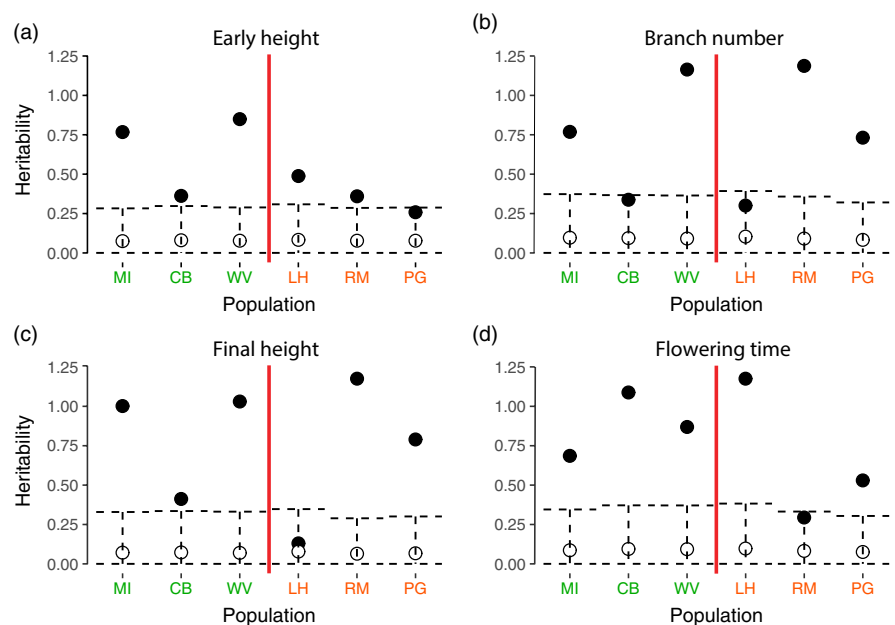 (a)
Early height
Heritability
1.25
1.00
0.75
0.50
0.25
0.00
MI CB WV LH RM PG
Population
(b)
Branch number
Heritability
1.25
1.00
0.75
0.50
0.25
0.00
MI CB WV LH RM PG
Population
(c)
Final height
Heritability
1.25
1.00
0.75
0.50
0.25
0.00
MI CB WV LH RM PG
Population
(d)
Flowering time
Heritability
1.25
1.00
0.75
0.50
0.25
0.00
MI CB WV LH RM PG
Population